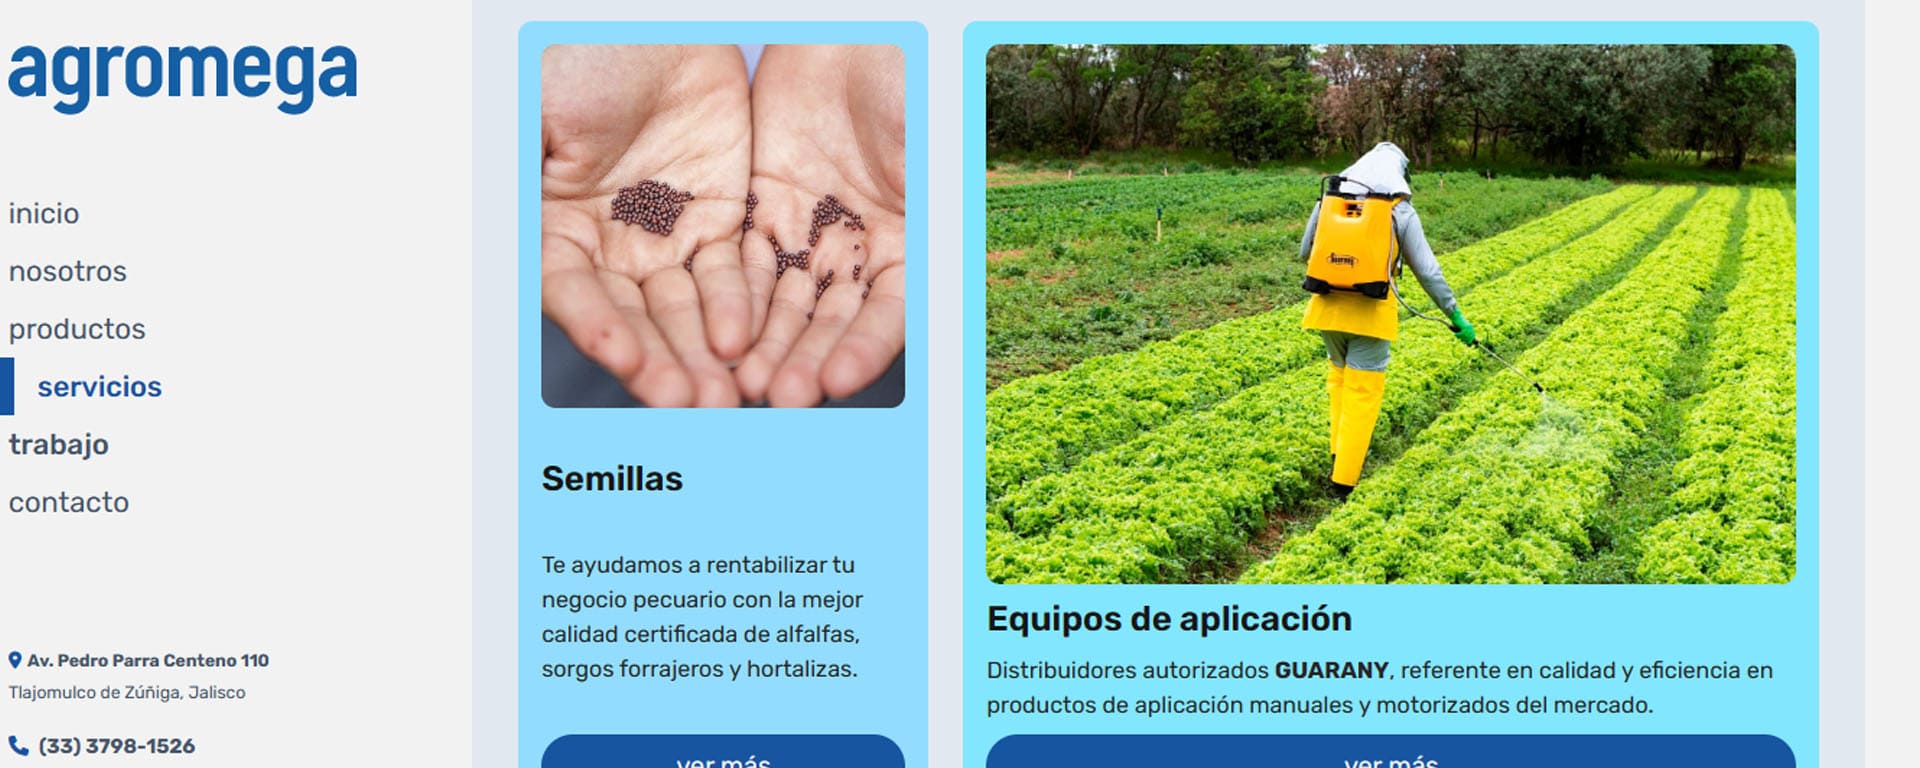 agromega
inicio
nosotros
productos
servicios
trabajo
contacto
Av. Pedro Parra Centeno 110
Tlajomulco de Zúñiga, Jalisco
(33) 3798-1526
Semillas
Te ayudamos a rentabilizar tu
negocio pecuario con la mejor
calidad certificada de alfalfas,
sorgos forrajeros y hortalizas.
ver más
Guarany
Equipos de aplicación
Distribuidores autorizados GUARANY, referente en calidad y eficiencia en
productos de aplicación manuales y motorizados del mercado.
ver más